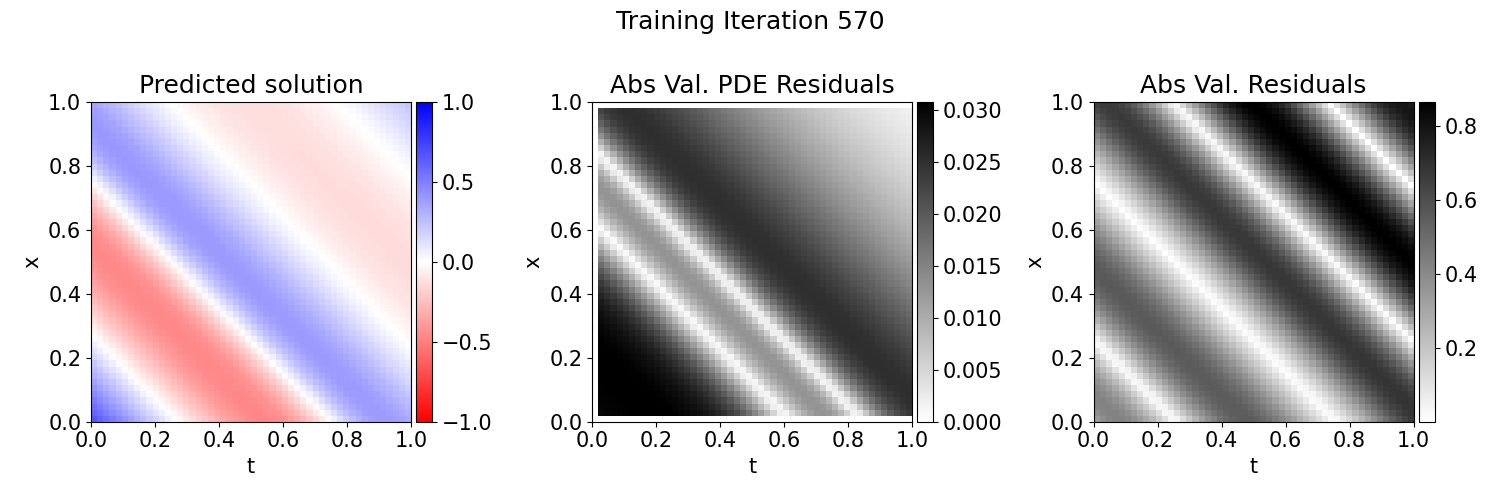 Training Iteration 570
Predicted solution
1.0
0.8
0.6
0.4
0.2
0.0
x
0.0 0.2 0.4 0.6 0.8 1.0
t
1.0
0.5
0.0
−0.5
−1.0
Abs Val. PDE Residuals
1.0
0.8
0.6
0.4
0.2
0.0
x
0.0 0.2 0.4 0.6 0.8 1.0
t
0.030
0.025
0.020
0.015
0.010
0.005
0.000
Abs Val. Residuals
1.0
0.8
0.6
0.4
0.2
0.0
x
0.0 0.2 0.4 0.6 0.8 1.0
t
0.8
0.6
0.4
0.2